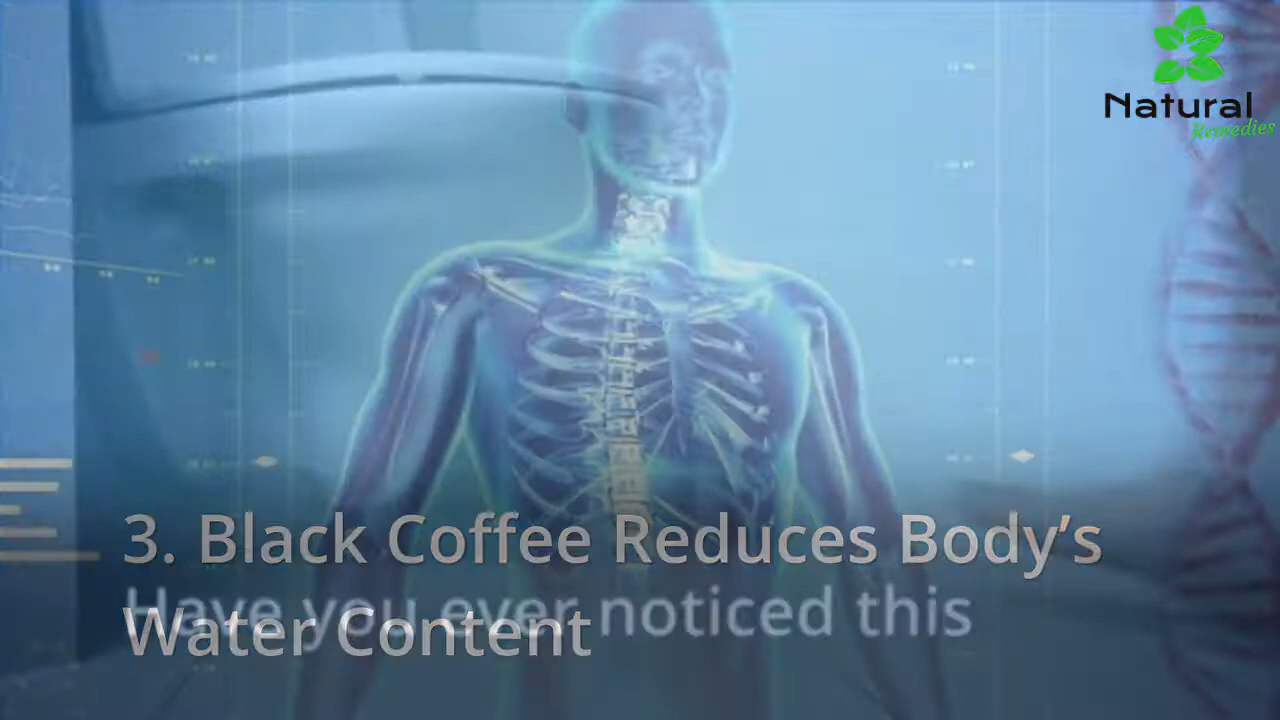 Natural
Remedies
3. Black Coffee Reduces Body’s
Water Content
Have you ever noticed this